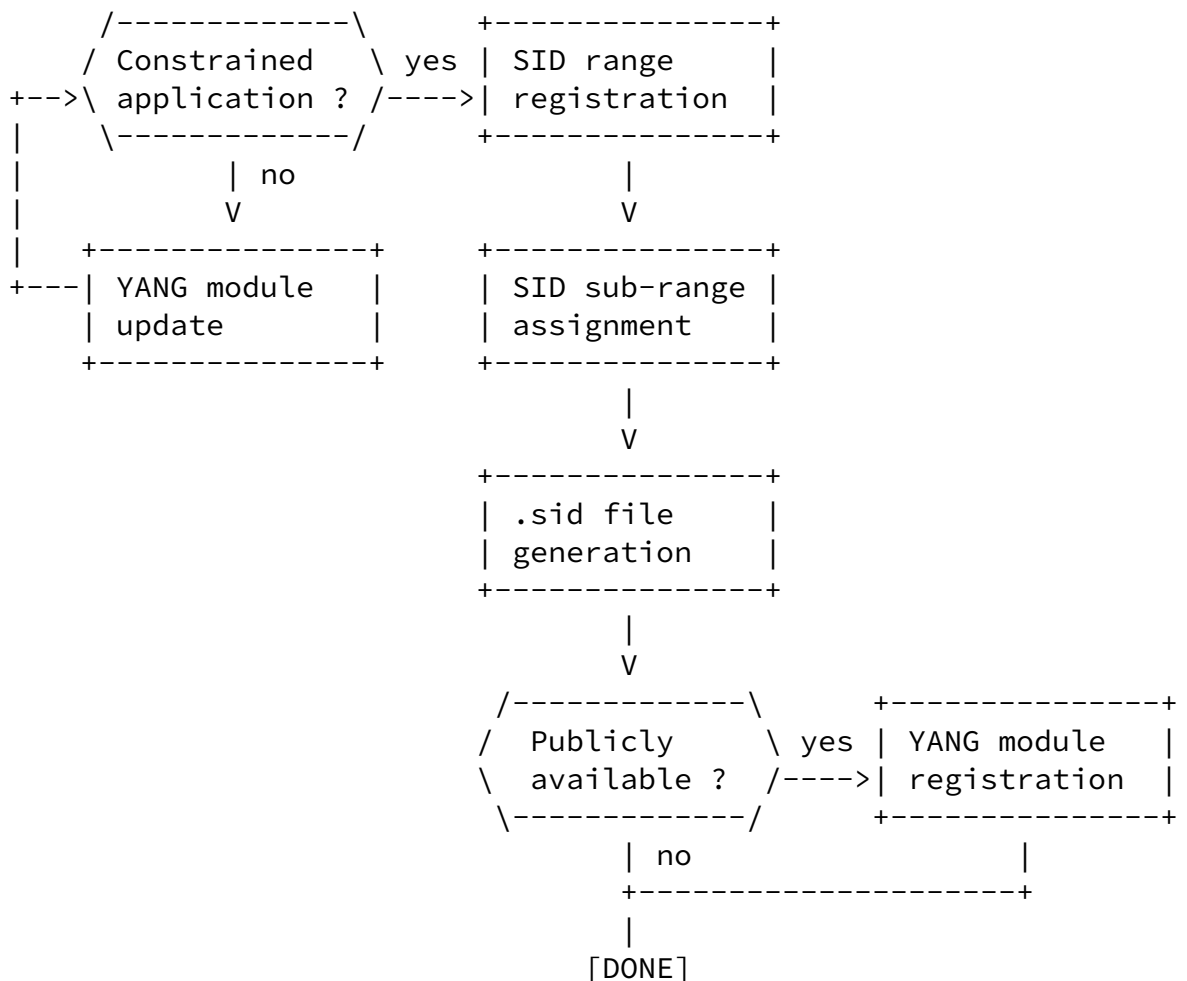 Constrained
yes
SID range
application ?
registration
no
V
V
YANG module
SID sub-range
update
assignment
V
.sid file
generation
V
Publicly
yes
YANG module
available ?
registration
no
[DONE]